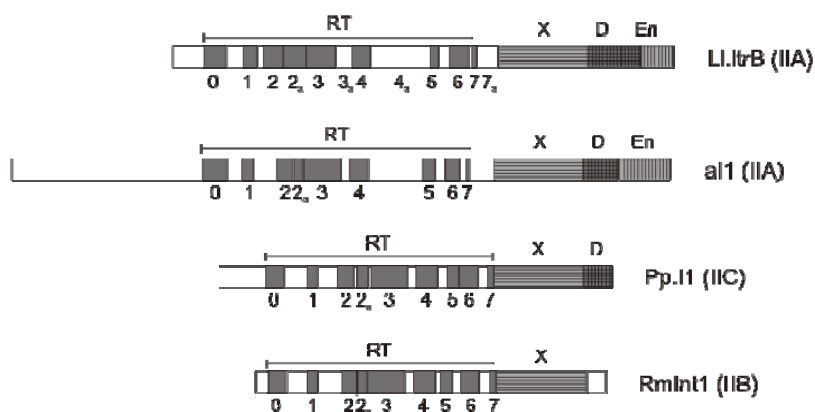 RT X D En
Ll.ltrB (IIA)
0 1 2 2a 3 3a 4 4a 5 6 7 7a
RT X D En
aI1 (IIA)
0 1 2 2a 3 4 5 6 7
RT X D
Pp.I1 (IIC)
0 1 2 2a 3 4 5 6 7
RT X
RmInt1 (IIB)
0 1 2 2a 3 4 5 6 7